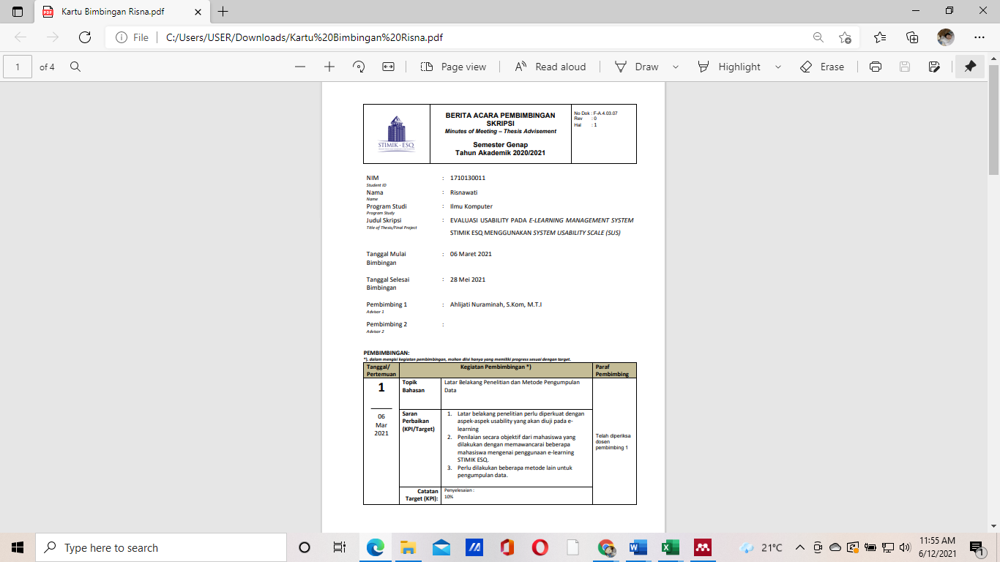 Kartu Bimbingan Risna.pdf
File
C:/Users/USER/Downloads/Kartu%20Bimbingan%20Risna.pdf
1 of 4
Page view
Read aloud
Draw
Highlight
Erase
STIMIK - ESQ
BERITA ACARA PEMBIMBINGAN
SKRIPSI
Minutes of Meeting – Thesis Advisement
Semester Genap
Tahun Akademik 2020/2021
No Dok : F-A.4.03.07
Rev : 0
Hal : 1
NIM : 1710130011
Student ID
Nama : Risnawati
Name
Program Studi : Ilmu Komputer
Program Study
Judul Skripsi : EVALUASI USABILITY PADA E-LEARNING MANAGEMENT SYSTEM
Title of Thesis/Final Project
STIMIK ESQ MENGGUNAKAN SYSTEM USABILITY SCALE (SUS)
Tanggal Mulai : 06 Maret 2021
Bimbingan
Tanggal Selesai : 28 Mei 2021
Bimbingan
Pembimbing 1 : Ahlijati Nuraminah, S.Kom, M.T.I
Advisor 1
Pembimbing 2 :
Advisor 2
PEMBIMBINGAN:
*). dalam mengisi kegiatan pembimbingan, mohon diisi hanya yang memiliki progress sesuai dengan target.
Tanggal/
Pertemuan
Kegiatan Pembimbingan *)
Paraf
Pembimbing
1
06
Mar
2021
Topik
Bahasan
Latar Belakang Penelitian dan Metode Pengumpulan
Data
Saran
Perbaikan
(KPI/Target)
1. Latar belakang penelitian perlu diperkuat dengan
aspek-aspek usability yang akan diuji pada e-
learning
2. Penilaian secara objektif dari mahasiswa yang
dilakukan dengan memawancarai beberapa
mahasiswa mengenai penggunaan e-learning
STIMIK ESQ.
3. Perlu dilakukan beberapa metode lain untuk
pengumpulan data.
Telah diperiksa
dosen
pembimbing 1
Catatan
Target (KPI):
Penyelesaian :
10%
Type here to search
21°C
11:55 AM
6/12/2021
1